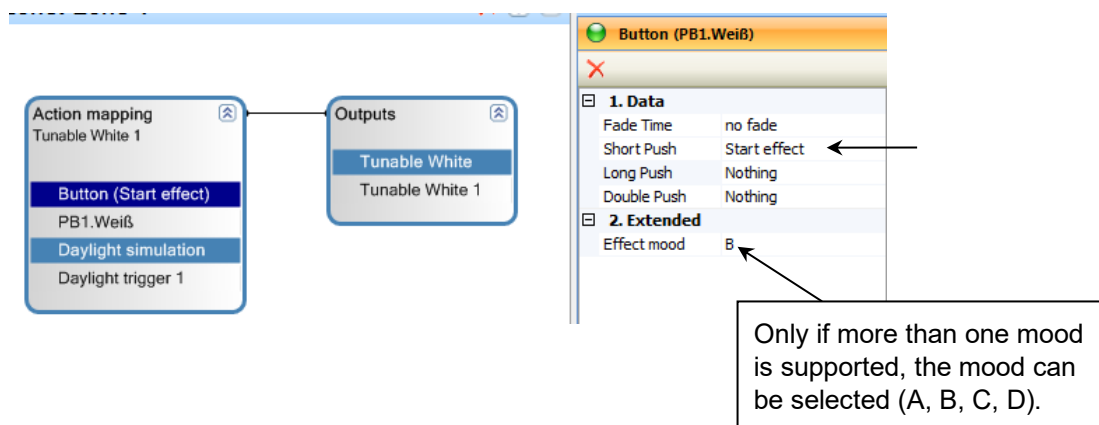 Button (PB1.Weiß)
Action mapping
Tunable White 1
Button (Start effect)
PB1.Weiß
Daylight simulation
Daylight trigger 1
Outputs
Tunable White
Tunable White 1
1. Data
Fade Time no fade
Short Push Start effect
Long Push Nothing
Double Push Nothing
2. Extended
Effect mood B
Only if more than one mood
is supported, the mood can
be selected (A, B, C, D).